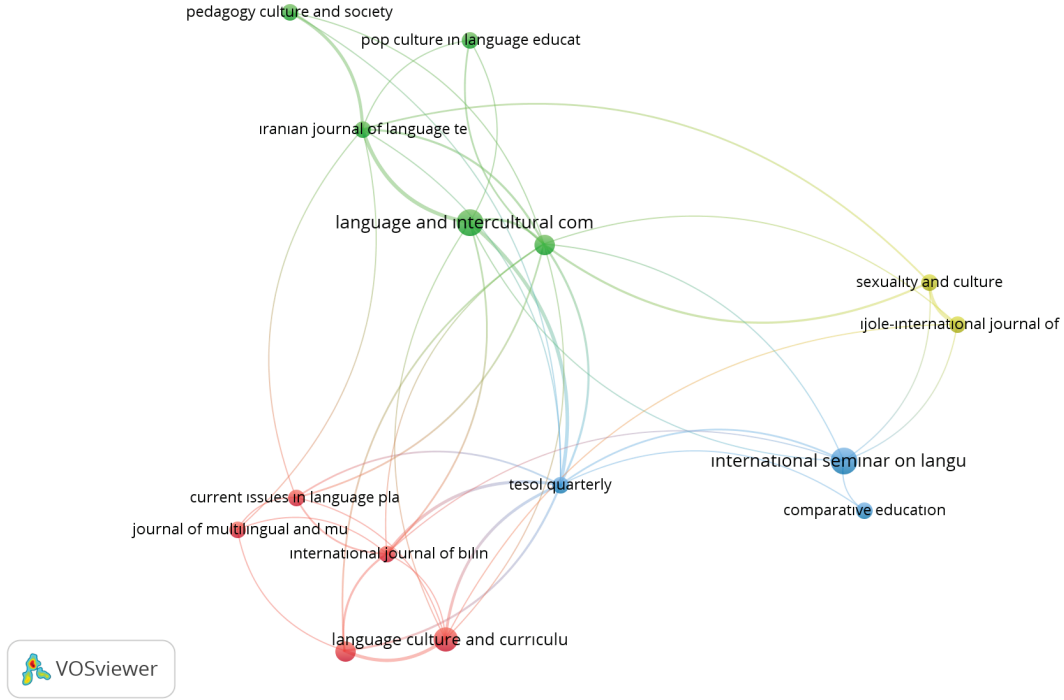 pedagogy culture and society
pop culture in language educat
iranian journal of language te
language and intercultural com
sexuality and culture
ijole-international journal of
international seminar on langu
tesol quarterly
current issues in language pla
comparative education
journal of multilingual and mu
international journal of bilin
language culture and curriculu
VOSviewer